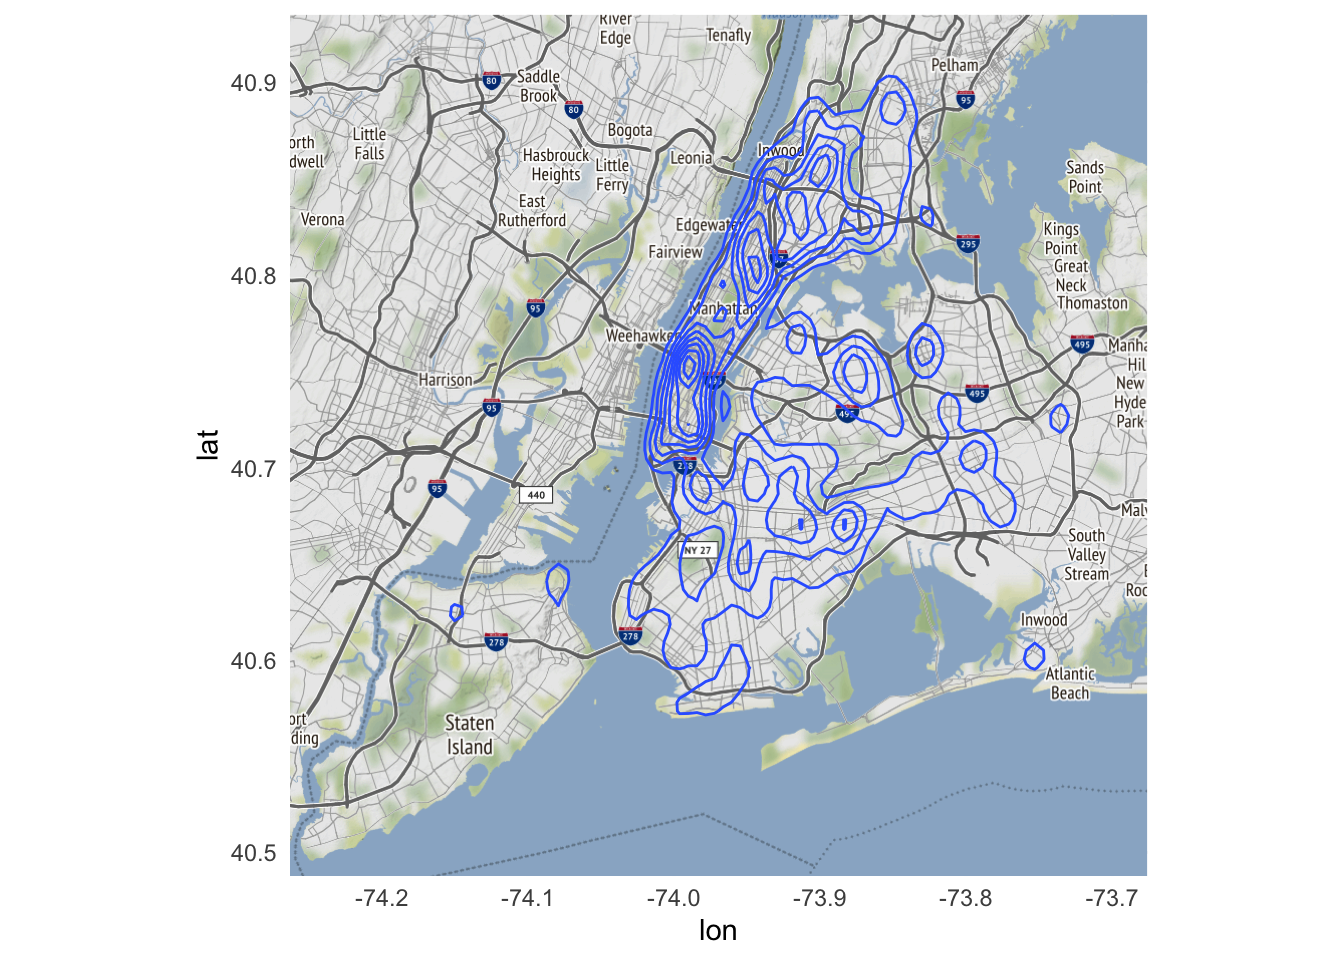 River
Edge
Tenafly
Pelham
40.9
80
Saddle
Brook
95
80
orth
dwell
Little
Falls
Bogota
Hasbrouck
Heights
Leonia
Inwood
Little
Ferry
Sands
Point
East
Rutherford
Verona
Edgewater
Kings
Point
295
Fairview
Great
Neck
40.8
Thomaston
95
Manhattan
Weehawke
495
Manha
Hil
New
Hyde
Park
Harrison
495
95
495
lat
40.7
278
95
440
Malv
NY 27
South
Valley
Stream
Roc
Inwood
278
278
40.6
Atlantic
Beach
ort
ding
Staten
Island
40.5
-74.2
-74.1
-74.0
-73.9
-73.8
-73.7
lon